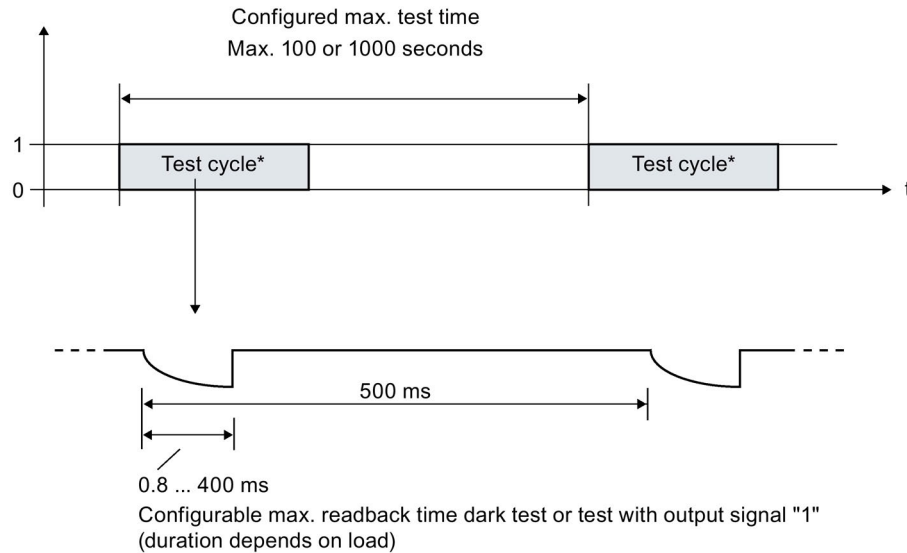 Configured max. test time
Max. 100 or 1000 seconds
1
Test cycle*
Test cycle*
0
t
500 ms
0.8 ... 400 ms
Configurable max. readback time dark test or test with output signal "1"
(duration depends on load)